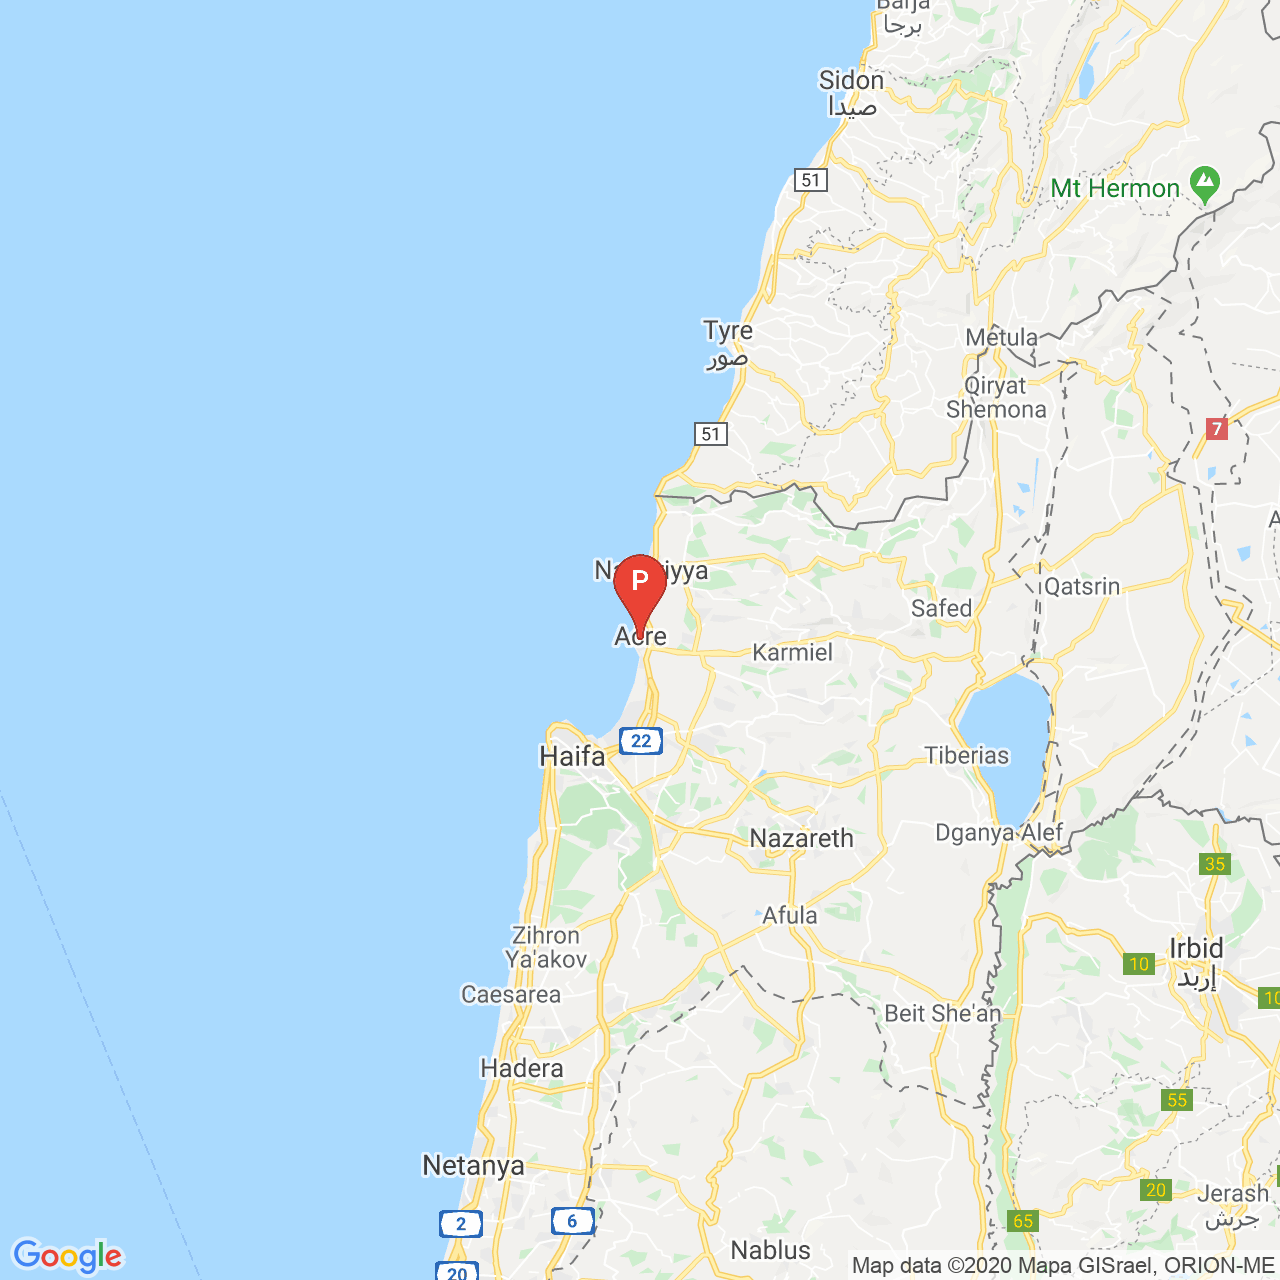 Barja
برجا
Sidon
صيدا
51
Mt Hermon
Tyre
صور
Metula
Qiryat
Shemona
7
51
P
Acre
Qatsrin
Safed
Karmiel
22
Haifa
Tiberias
Dganya Alef
Nazareth
35
Afula
Zihron
Ya'akov
Irbid
إربد
10
10
Caesarea
Beit She'an
Hadera
55
Netanya
20
Jerash
جرش
2
6
65
Nablus
20
Google
Map data ©2020 Mapa GISrael, ORION-ME